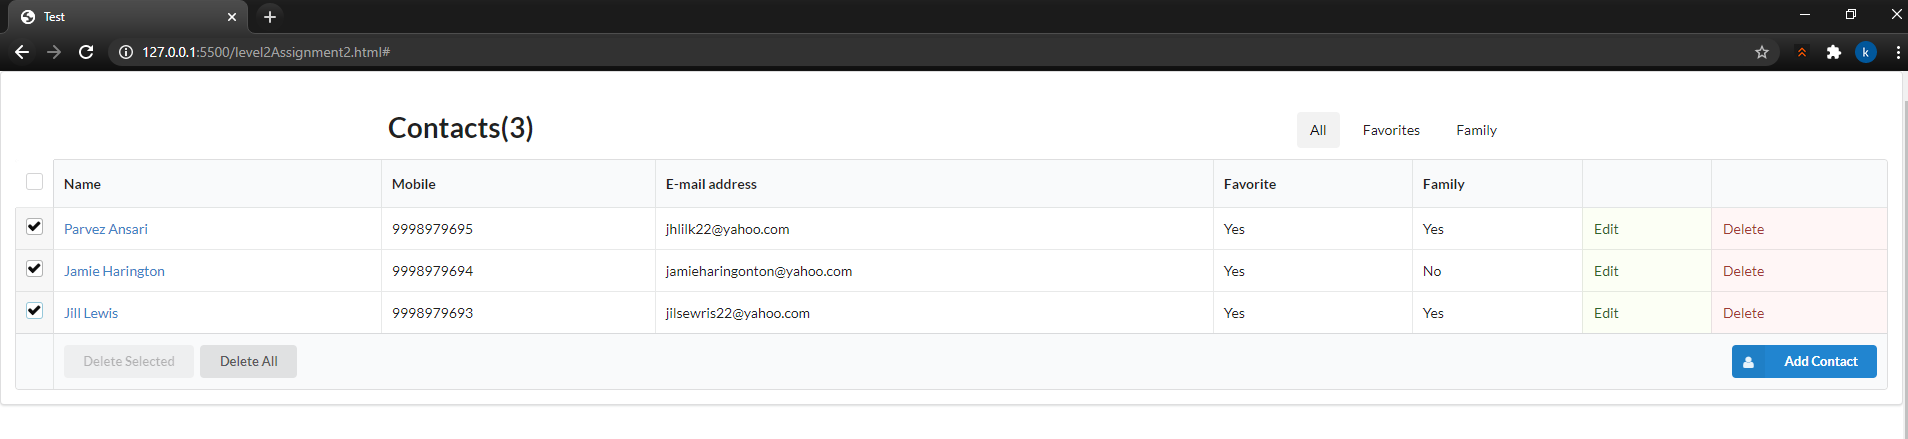 Test
127.0.0.1:5500/level2Assignment2.html#
k
Contacts(3)
All Favorites Family
Name Mobile E-mail address Favorite Family
Parvez Ansari 9998979695 jhlilk22@yahoo.com Yes Yes Edit Delete
Jamie Harington 9998979694 jamieharingonton@yahoo.com Yes No Edit Delete
Jill Lewis 9998979693 jilsewris22@yahoo.com Yes Yes Edit Delete
Delete Selected Delete All Add Contact